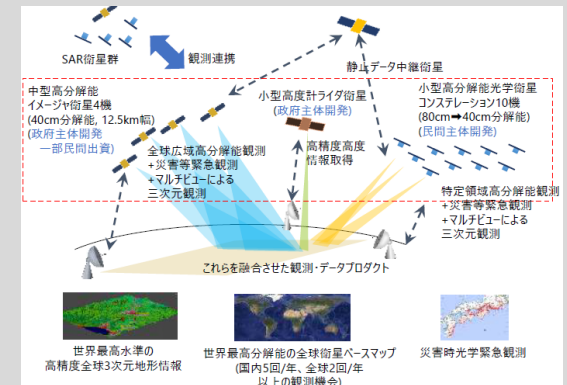 SAR衛星群
観測連携
静止データ中継衛星
中型高分解能
イメージャ衛星4機
(40cm分解能, 12.5km幅)
(政府主体開発
一部民間出資)
小型高度計ライダ衛星
(政府主体開発)
小型高分解能光学衛星
コンステレーション10機
(80cm➡40cm分解能)
(民間主体開発)
全球広域高分解能観測
+災害等緊急観測
+マルチビューによる
三次元観測
高精度高度
情報取得
特定領域高分解能観測
+災害等緊急観測
+マルチビューによる
三次元観測
これらを融合させた観測・データプロダクト
世界最高水準の
高精度全球3次元地形情報
世界最高分解能の全球衛星ベースマップ
(国内5回/年、全球2回/年
以上の観測機会)
災害時光学緊急観測